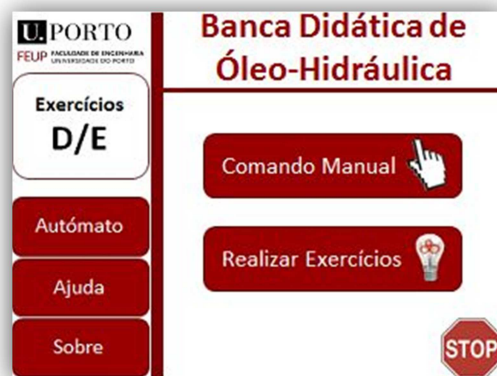 U.PORTO
FEUP FACULDADE DE ENGENHARIA
UNIVERSIDADE DO PORTO
Exercícios
D/E
Autómato
Ajuda
Sobre
Banca Didática de
Óleo-Hidráulica
Comando Manual
Realizar Exercícios
STOP